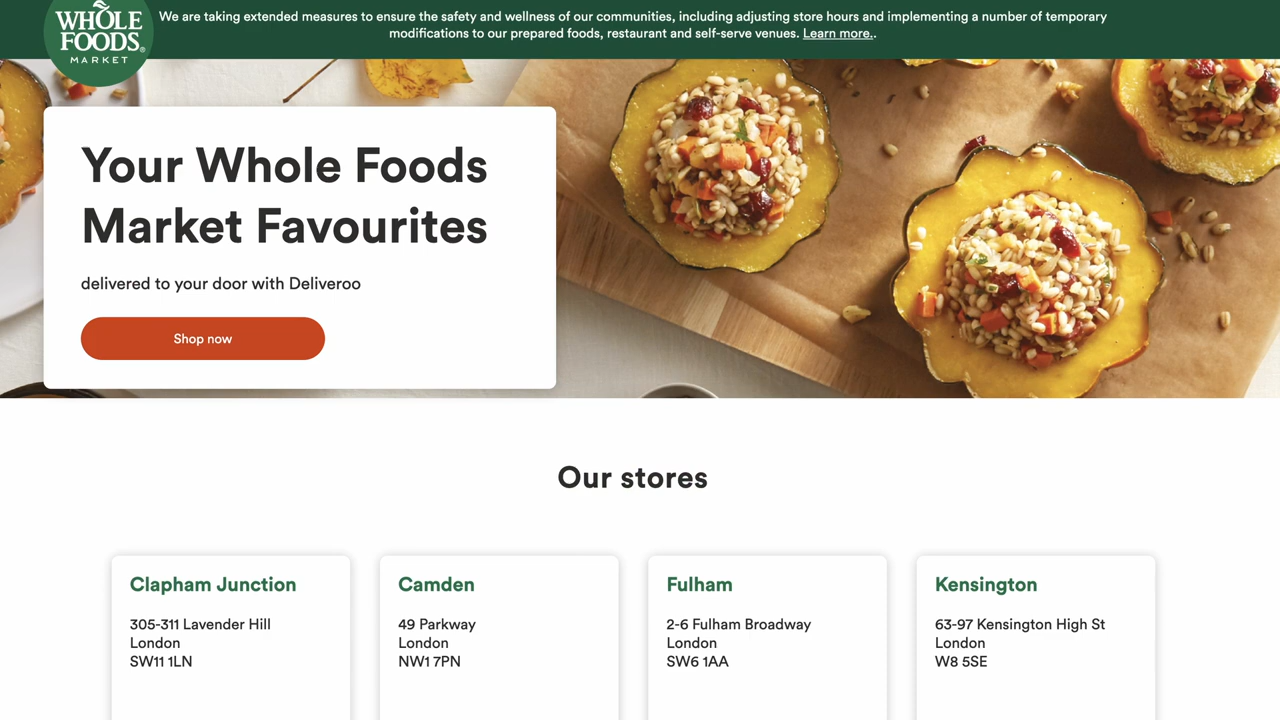 WHOLE
FOODS®
MARKET
We are taking extended measures to ensure the safety and wellness of our communities, including adjusting store hours and implementing a number of temporary
modifications to our prepared foods, restaurant and self-serve venues. Learn more..
Your Whole Foods
Market Favourites
delivered to your door with Deliveroo
Shop now
Our stores
Clapham Junction
305-311 Lavender Hill
London
SW11 1LN
Camden
49 Parkway
London
NW1 7PN
Fulham
2-6 Fulham Broadway
London
SW6 1AA
Kensington
63-97 Kensington High St
London
W8 5SE